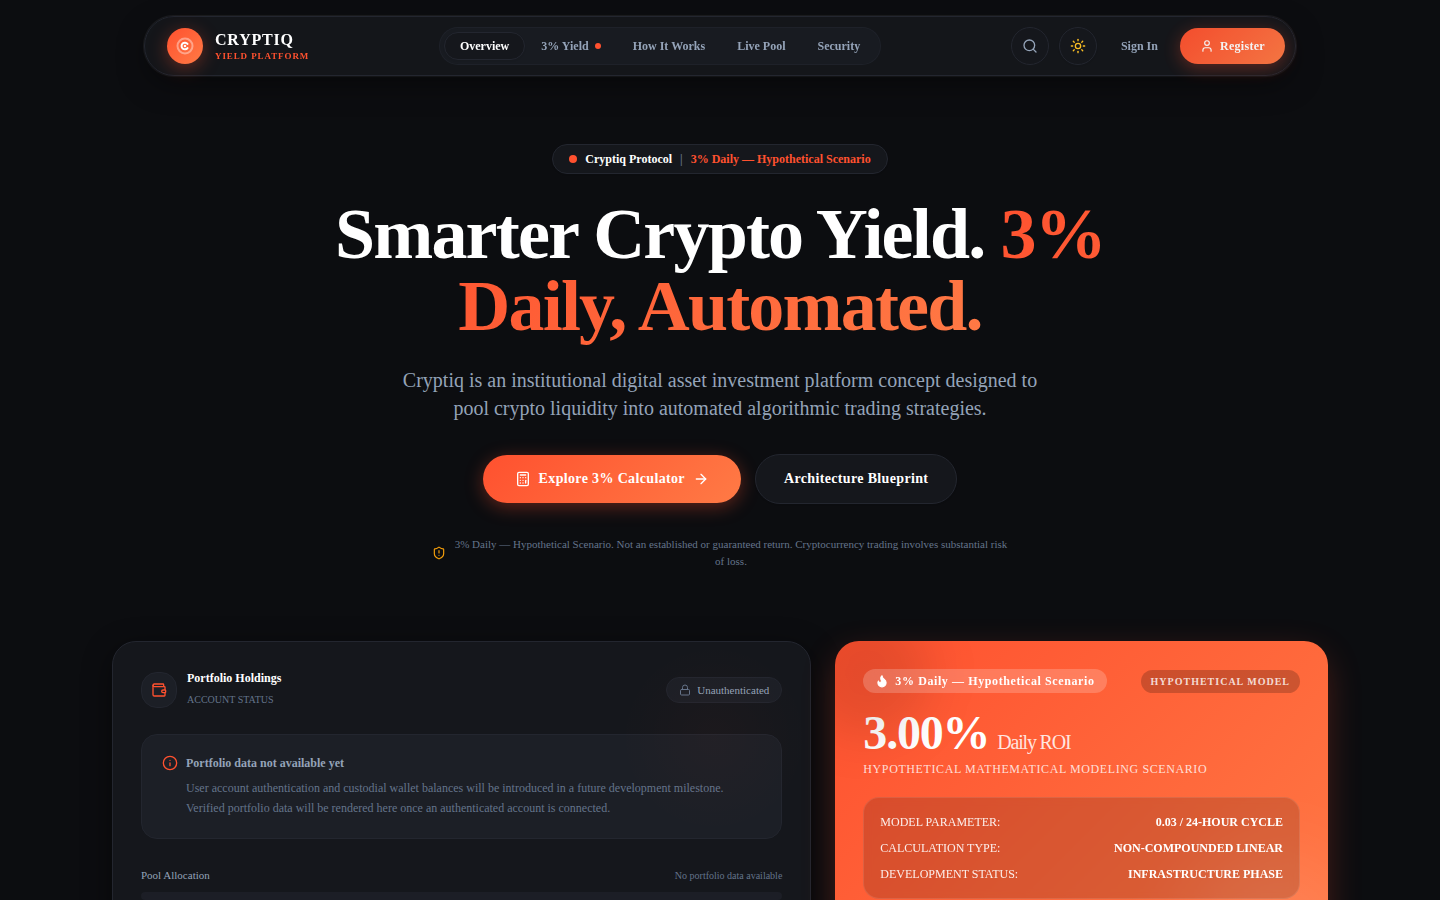 CRYPTIQ
YIELD PLATFORM
Overview
3% Yield
How It Works
Live Pool
Security
Sign In
Register
Cryptiq Protocol | 3% Daily — Hypothetical Scenario
Smarter Crypto Yield. 3%
Daily, Automated.
Cryptiq is an institutional digital asset investment platform concept designed to
pool crypto liquidity into automated algorithmic trading strategies.
Explore 3% Calculator
Architecture Blueprint
3% Daily — Hypothetical Scenario. Not an established or guaranteed return. Cryptocurrency trading involves substantial risk
of loss.
Portfolio Holdings
ACCOUNT STATUS
Unauthenticated
Portfolio data not available yet
User account authentication and custodial wallet balances will be introduced in a future development milestone.
Verified portfolio data will be rendered here once an authenticated account is connected.
Pool Allocation
No portfolio data available
3% Daily — Hypothetical Scenario
HYPOTHETICAL MODEL
3.00% Daily ROI
HYPOTHETICAL MATHEMATICAL MODELING SCENARIO
MODEL PARAMETER:
0.03 / 24-HOUR CYCLE
CALCULATION TYPE:
NON-COMPOUNDED LINEAR
DEVELOPMENT STATUS:
INFRASTRUCTURE PHASE